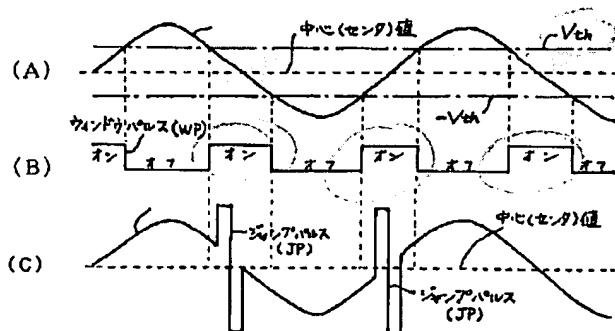 中心(センタ)値
Vth
(A)
-Vth
ウィンドウパルス(WP)
(B)
オン
オフ
オン
オフ
オン
オフ
オン
オフ
ジャンプパルス
(JP)
中心(センタ)値
(C)
ジャンプパルス
(JP)